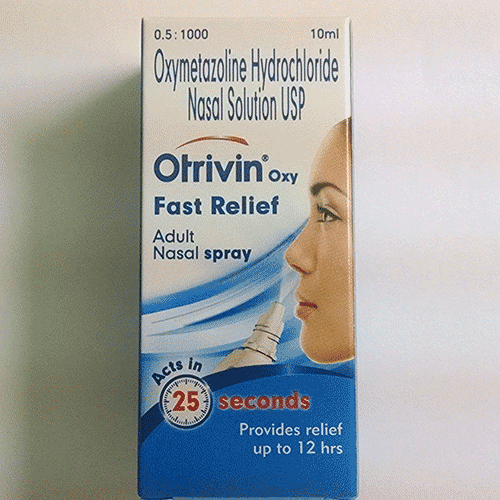 0.5 : 1000 10ml
Oxymetazoline Hydrochloride
Nasal Solution USP
Otrivin® Oxy
Fast Relief
Adult
Nasal spray
Acts in
25 seconds
Provides relief
up to 12 hrs